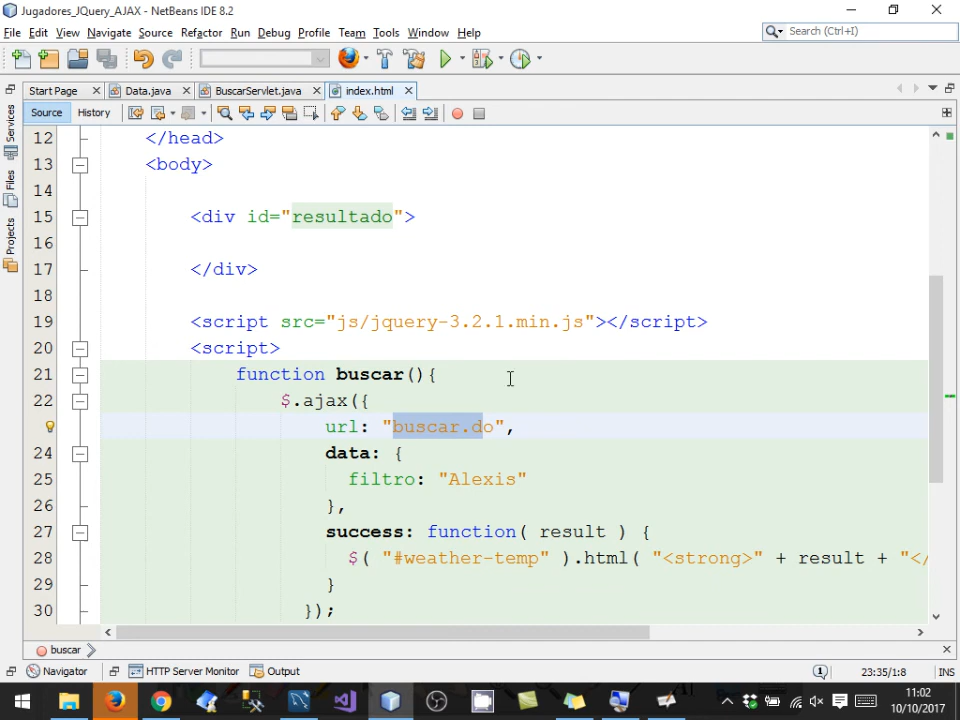 Jugadores_JQuery_AJAX - NetBeans IDE 8.2
File Edit View Navigate Source Refactor Run Debug Profile Team Tools Window Help
Search (Ctrl+I)
Start Page Data.java BuscarServlet.java index.html
Source History
Services
Files
Projects
12 </head>
13 <body>
14
15 <div id="resultado">
16
17 </div>
18
19 <script src="js/jquery-3.2.1.min.js"></script>
20 <script>
21 function buscar(){
22 $.ajax({
url: "buscar.do",
24 data: {
25 filtro: "Alexis"
26 },
27 success: function( result ) {
28 $( "#weather-temp" ).html( "<strong>" + result + "</
29 }
30 });
buscar
Navigator HTTP Server Monitor Output
1 23:35/1:8 INS
11:02
10/10/2017